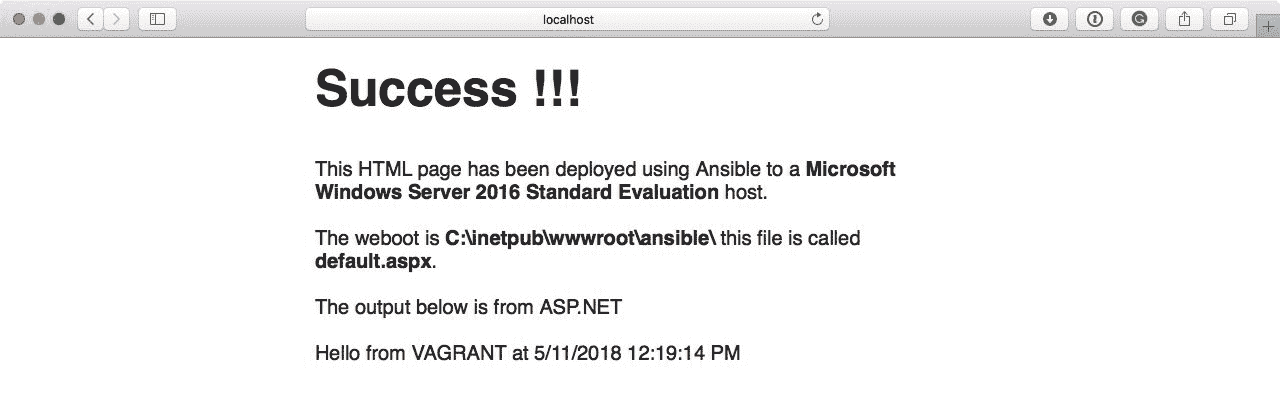 localhost
Success !!!
This HTML page has been deployed using Ansible to a Microsoft
Windows Server 2016 Standard Evaluation host.
The weboot is C:\inetpub\wwwroot\ansible\ this file is called
default.aspx.
The output below is from ASP.NET
Hello from VAGRANT at 5/11/2018 12:19:14 PM